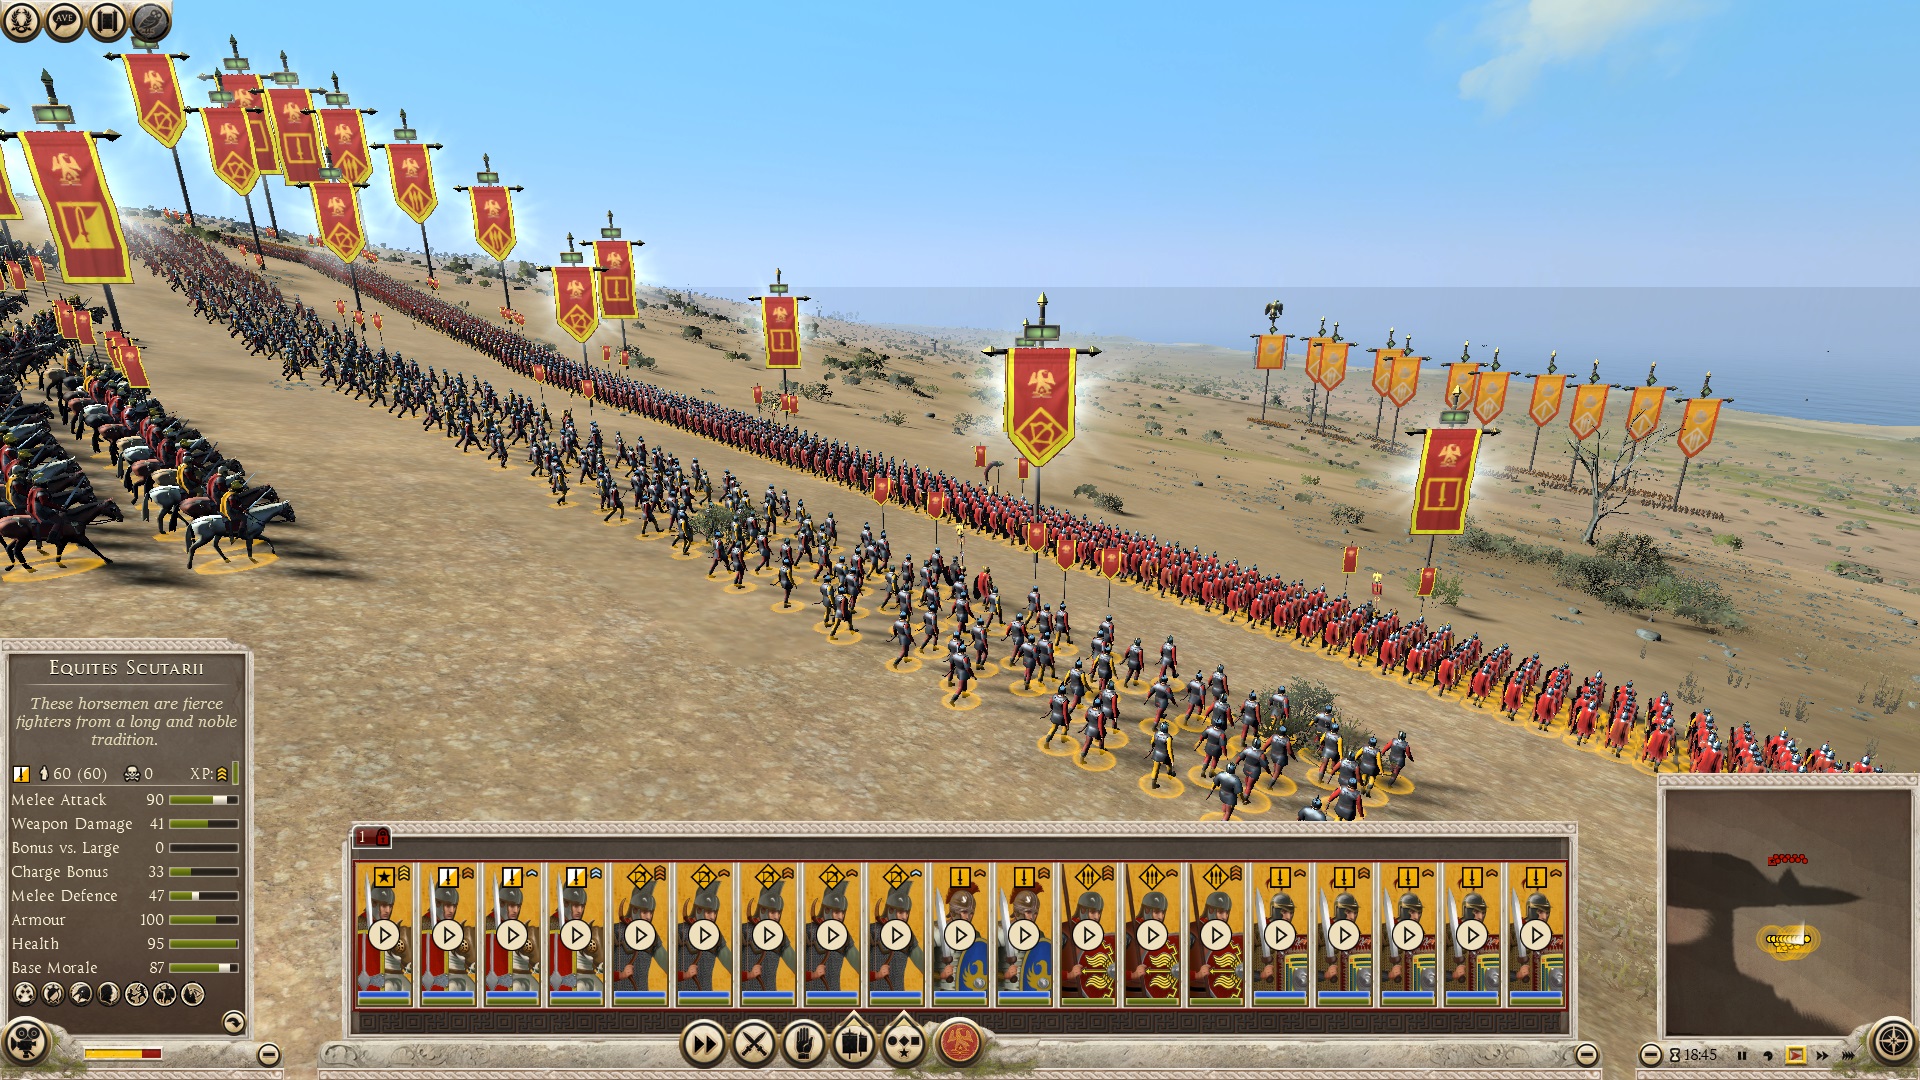 AVE
EQUITES SCUTARII
These horsemen are fierce
fighters from a long and noble
tradition.
60 (60) 0 XP:
Melee Attack 90
Weapon Damage 41
Bonus vs. Large 0
Charge Bonus 33
Melee Defence 47
Armour 100
Health 95
Base Morale 87
1
18:45